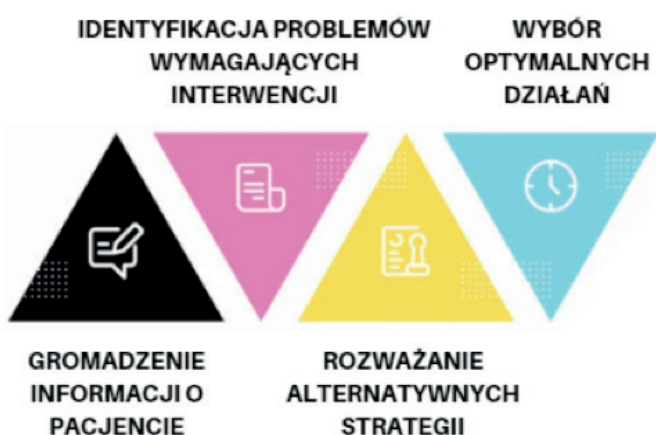 IDENTYFIKACJA PROBLEMÓW
WYMAGAJĄCYCH
INTERWENCJI
WYBÓR
OPTYMALNYCH
DZIAŁAŃ
GROMADZENIE
INFORMACJI O
PACJENCIE
ROZWAŻANIE
ALTERNATYWNYCH
STRATEGII